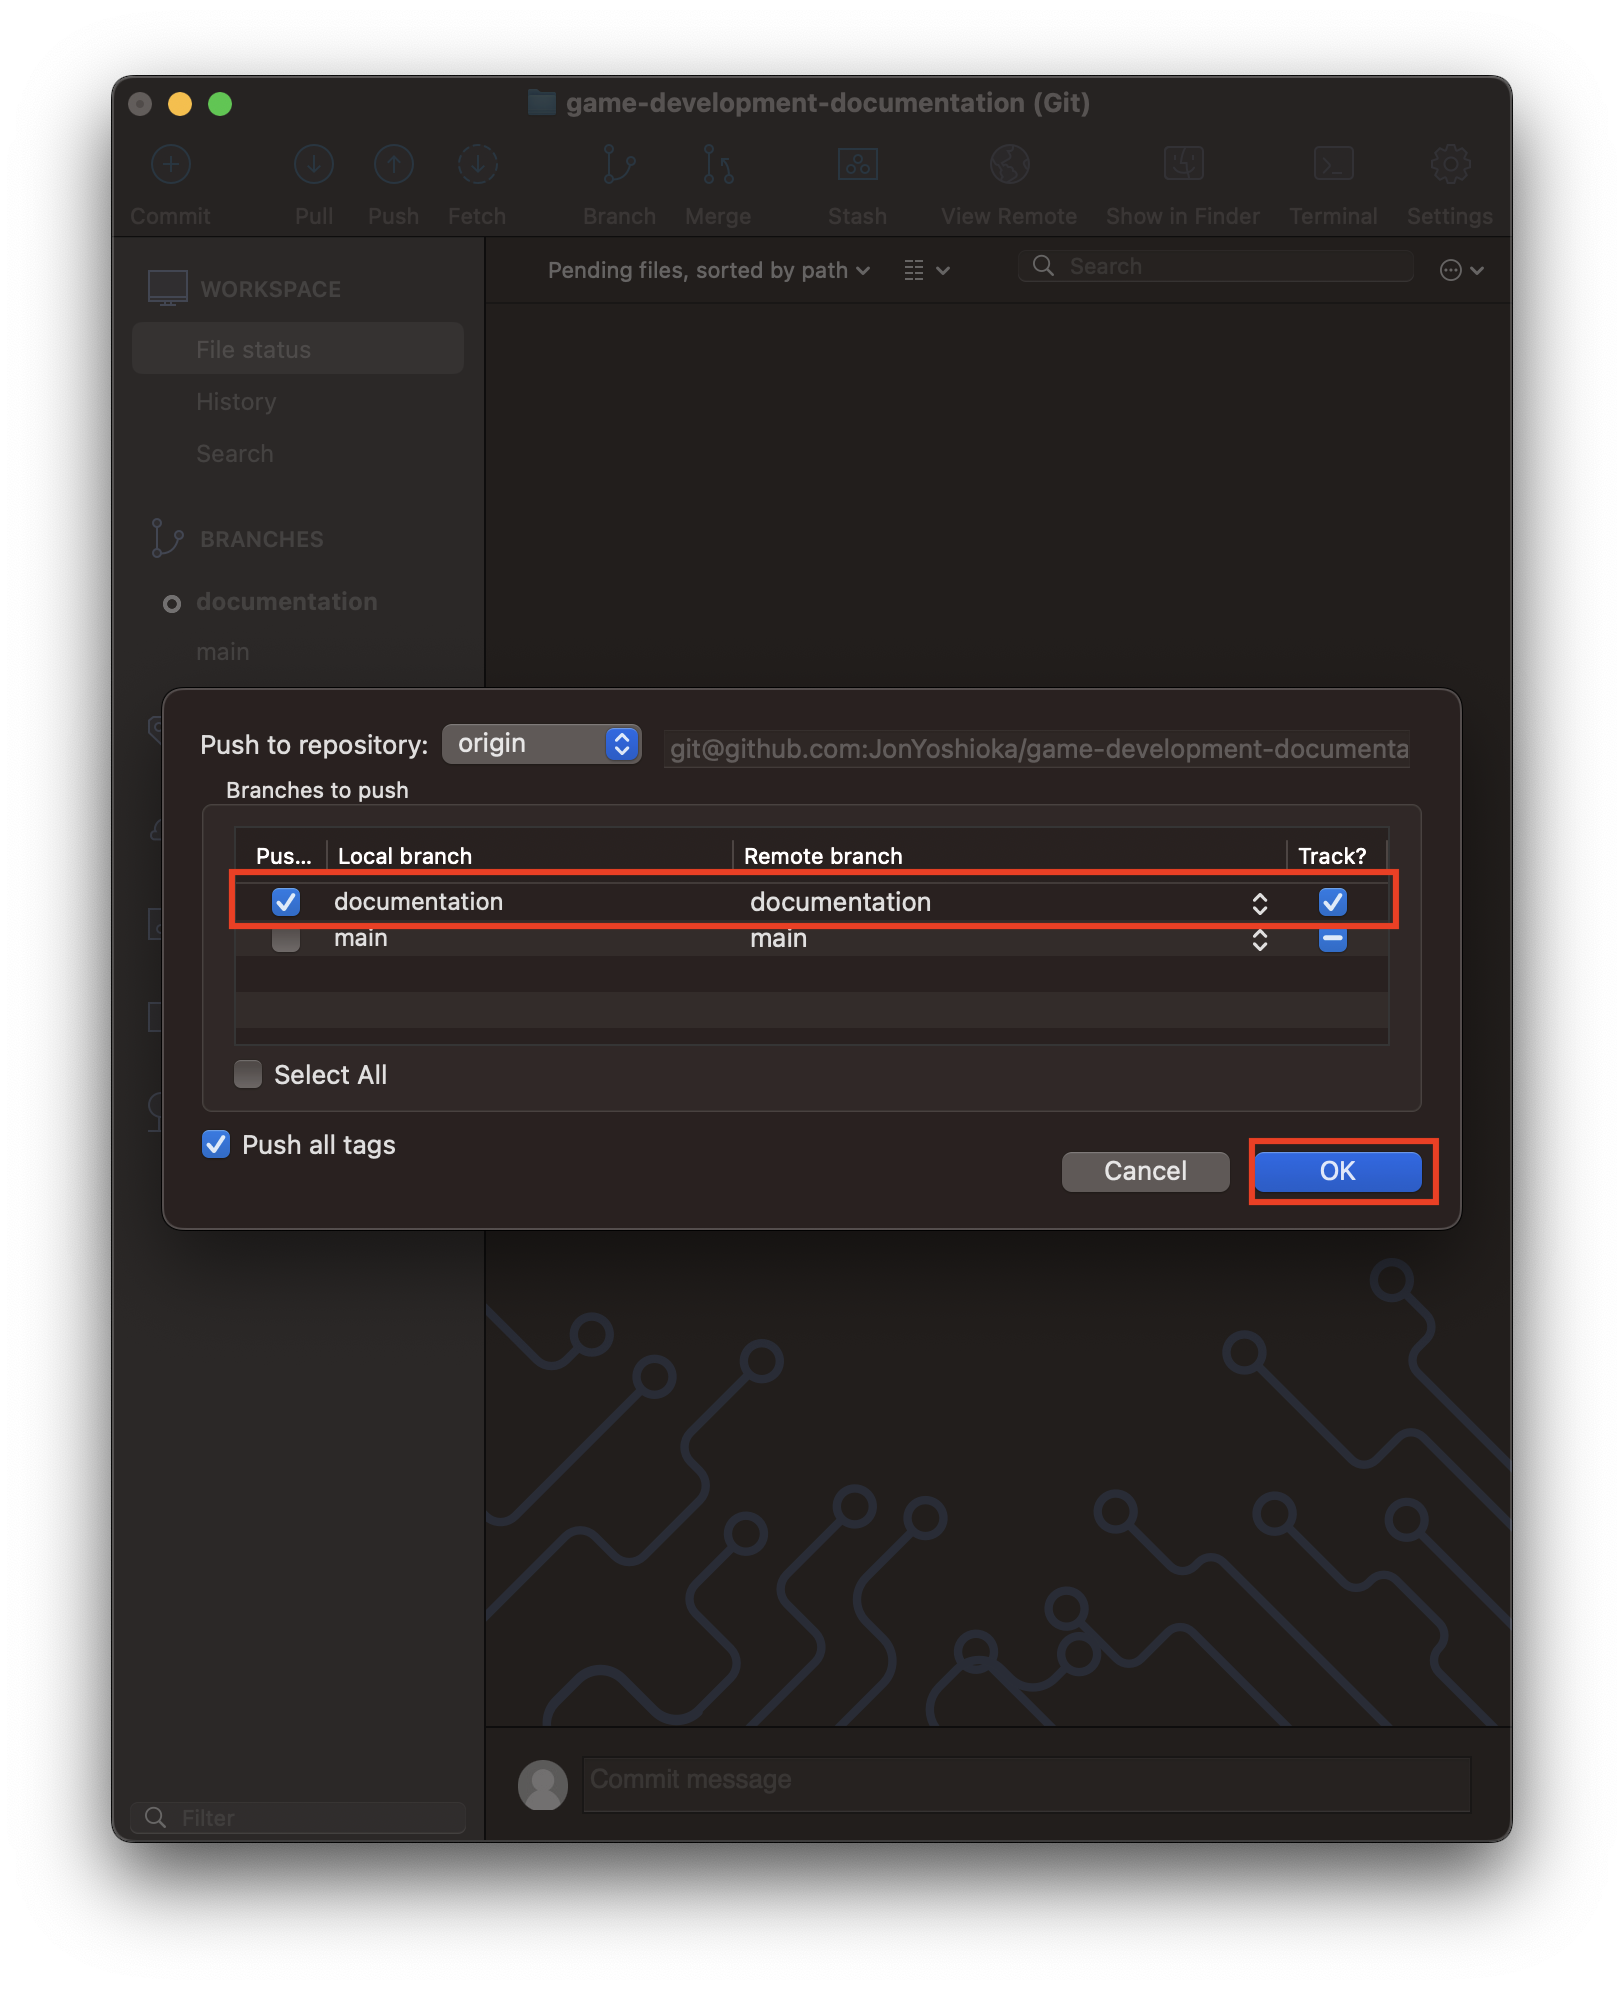 game-development-documentation (Git)
Commit Pull Push Fetch Branch Merge Stash View Remote Show in Finder Terminal Settings
WORKSPACE
File status
History
Search
BRANCHES
documentation
main
Pending files, sorted by path
Search
Push to repository: origin git@github.com:JonYoshioka/game-development-documenta
Branches to push
Pus... Local branch Remote branch Track?
documentation documentation
main main
Select All
Push all tags
Cancel OK
Commit message
Filter